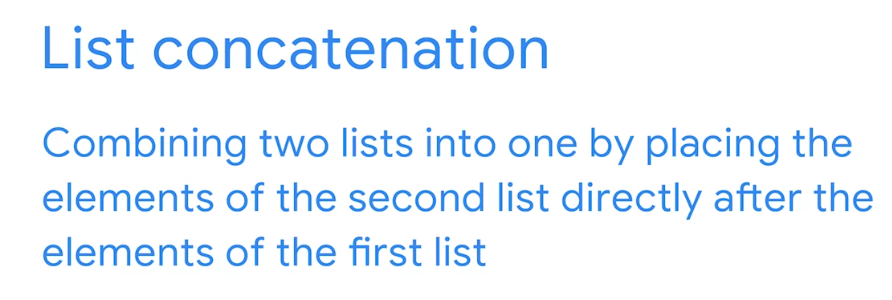 List concatenation
Combining two lists into one by placing the
elements of the second list directly after the
elements of the first list